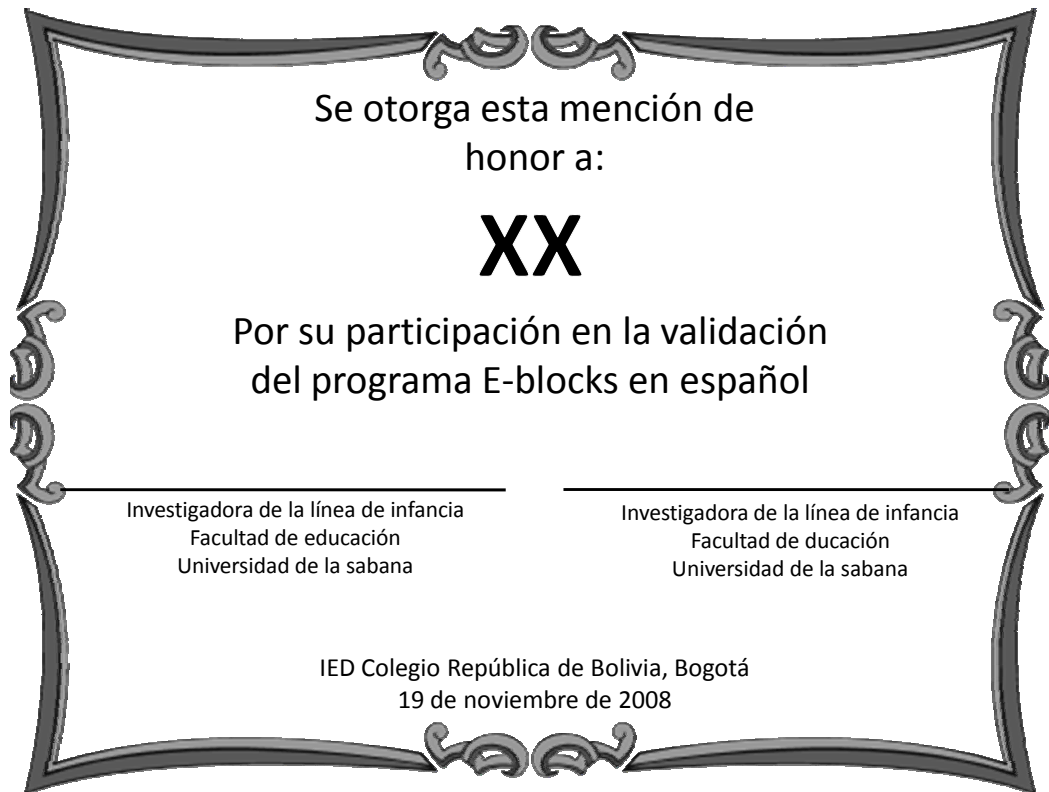 Se otorga esta mención de
honor a:
XX
Por su participación en la validación
del programa E-blocks en español
Investigadora de la línea de infancia
Facultad de educación
Universidad de la sabana
Investigadora de la línea de infancia
Facultad de ducación
Universidad de la sabana
IED Colegio República de Bolivia, Bogotá
19 de noviembre de 2008